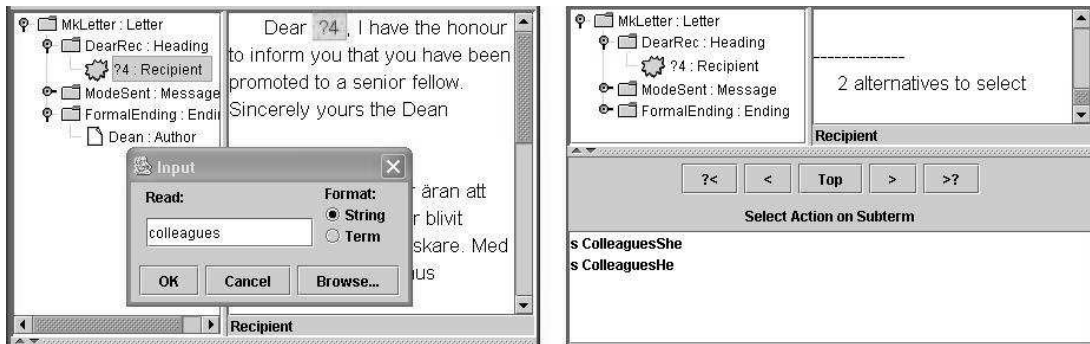 MkLetter : Letter
DearRec : Heading
?4 : Recipient
ModeSent : Message
FormalEnding : Endi
Dean : Author
Dear ?4 , I have the honour
to inform you that you have been
promoted to a senior fellow.
Sincerely yours the Dean
äran att
r blivit
skare. Med
Recipient
Input
Read:
colleagues
Format:
String
Term
OK Cancel Browse...
MkLetter : Letter
DearRec : Heading
?4 : Recipient
ModeSent : Message
FormalEnding : Ending
------------
2 alternatives to select
Recipient
?< < Top > >?
Select Action on Subterm
s ColleaguesShe
s ColleaguesHe